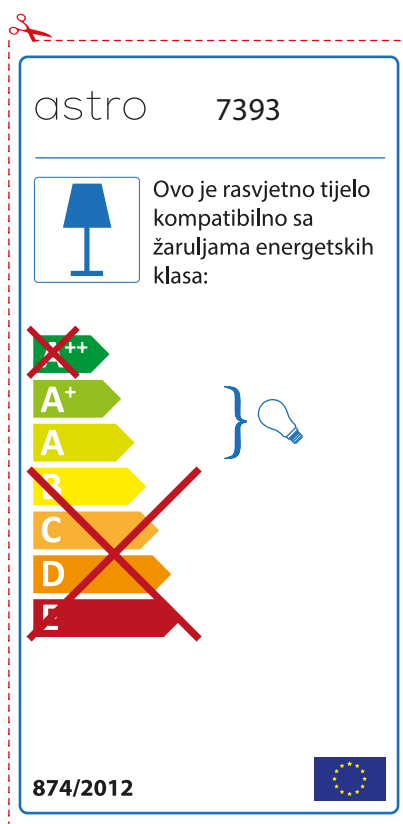 astro 7393
Ovo je rasvjetno tijelo
kompatibilno sa
žaruljama energetskih
klasa:
A++
A+
A
B
C
D
E
874/2012